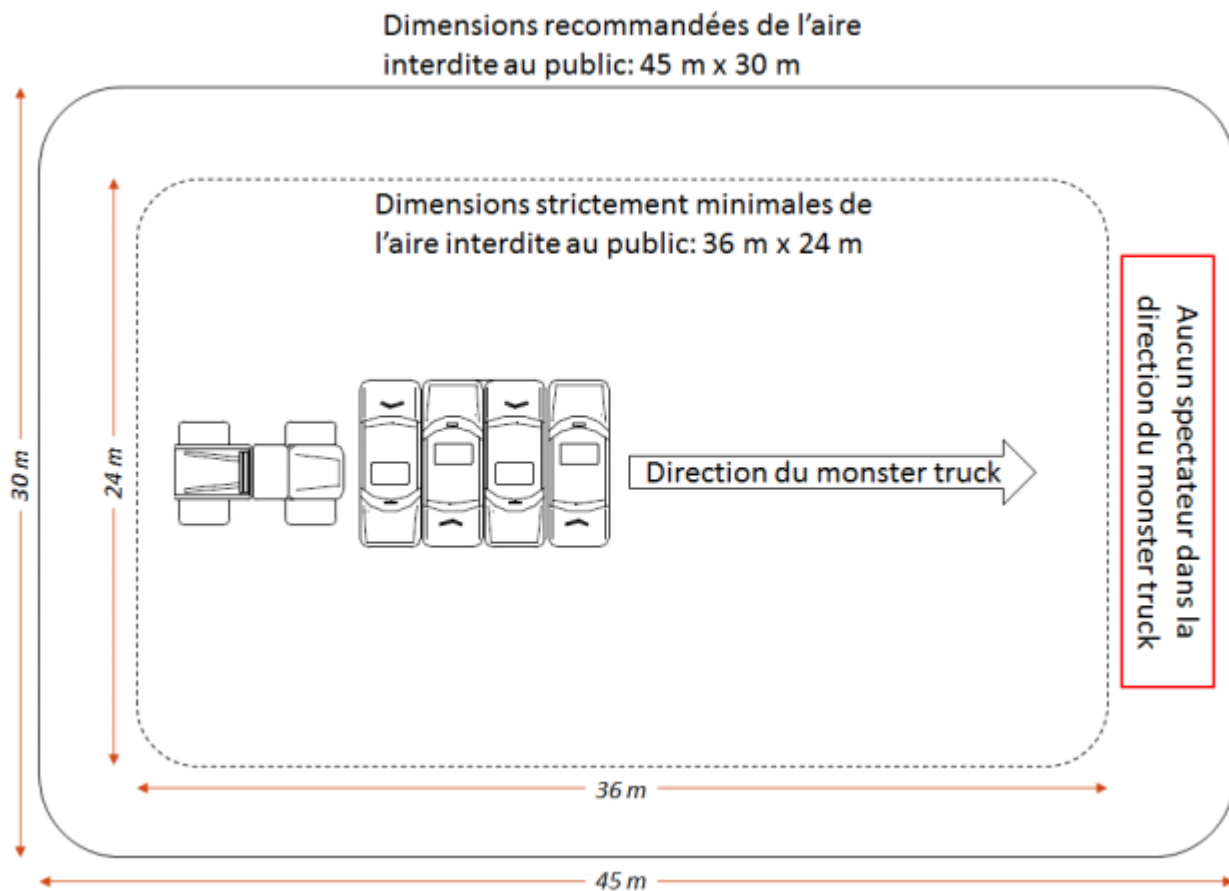 Dimensions recommandées de l'aire
interdite au public: 45 m x 30 m
Dimensions strictement minimales de
l'aire interdite au public: 36 m x 24 m
30 m
24 m
Direction du monster truck
Aucun spectateur dans la
direction du monster truck
36 m
45 m